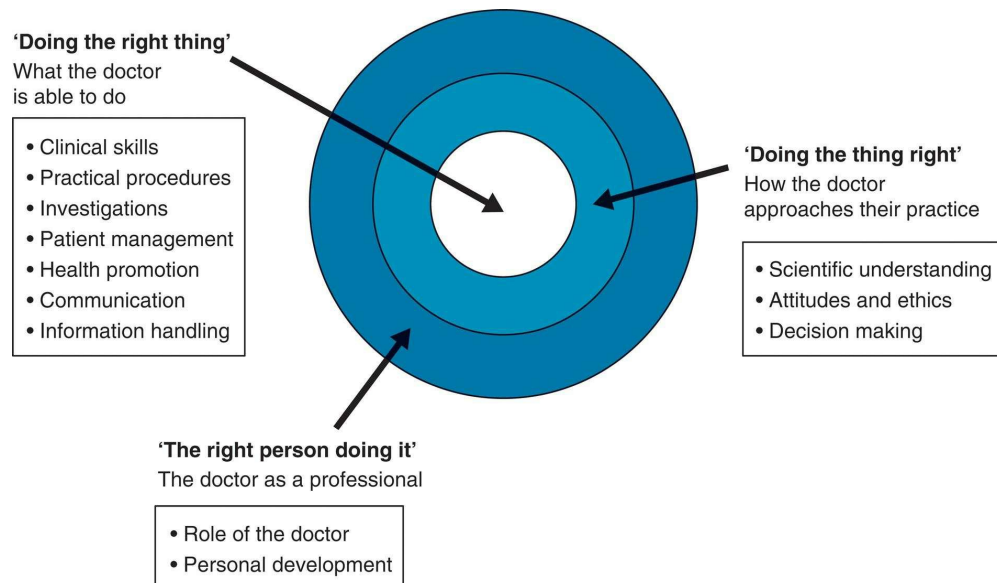 ‘Doing the right thing’
What the doctor
is able to do
• Clinical skills
• Practical procedures
• Investigations
• Patient management
• Health promotion
• Communication
• Information handling
‘Doing the thing right’
How the doctor
approaches their practice
• Scientific understanding
• Attitudes and ethics
• Decision making
‘The right person doing it’
The doctor as a professional
• Role of the doctor
• Personal development